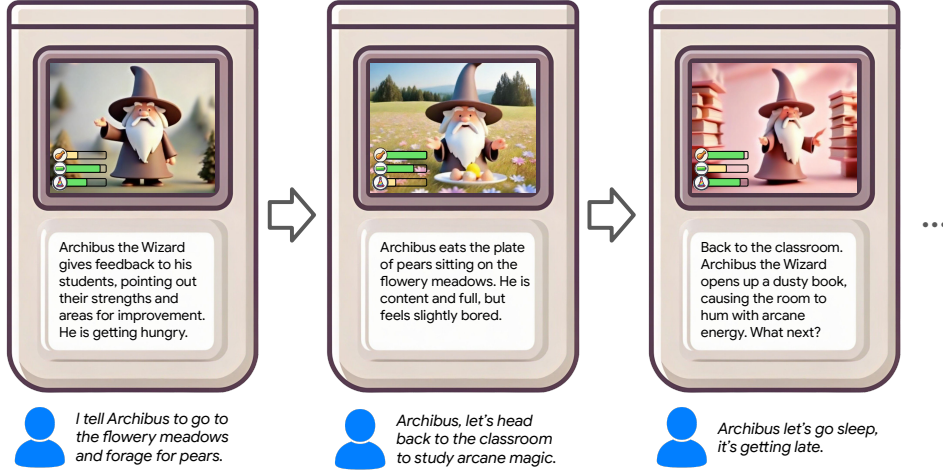 Archibus the Wizard
gives feedback to his
students, pointing out
their strengths and
areas for improvement.
He is getting hungry.
I tell Archibus to go to
the flowery meadows
and forage for pears.
Archibus eats the plate
of pears sitting on the
flowery meadows. He is
content and full, but
feels slightly bored.
Archibus, let's head
back to the classroom
to study arcane magic.
Back to the classroom.
Archibus the Wizard
opens up a dusty book,
causing the room to
hum with arcane
energy. What next?
Archibus let's go sleep,
it's getting late.
...